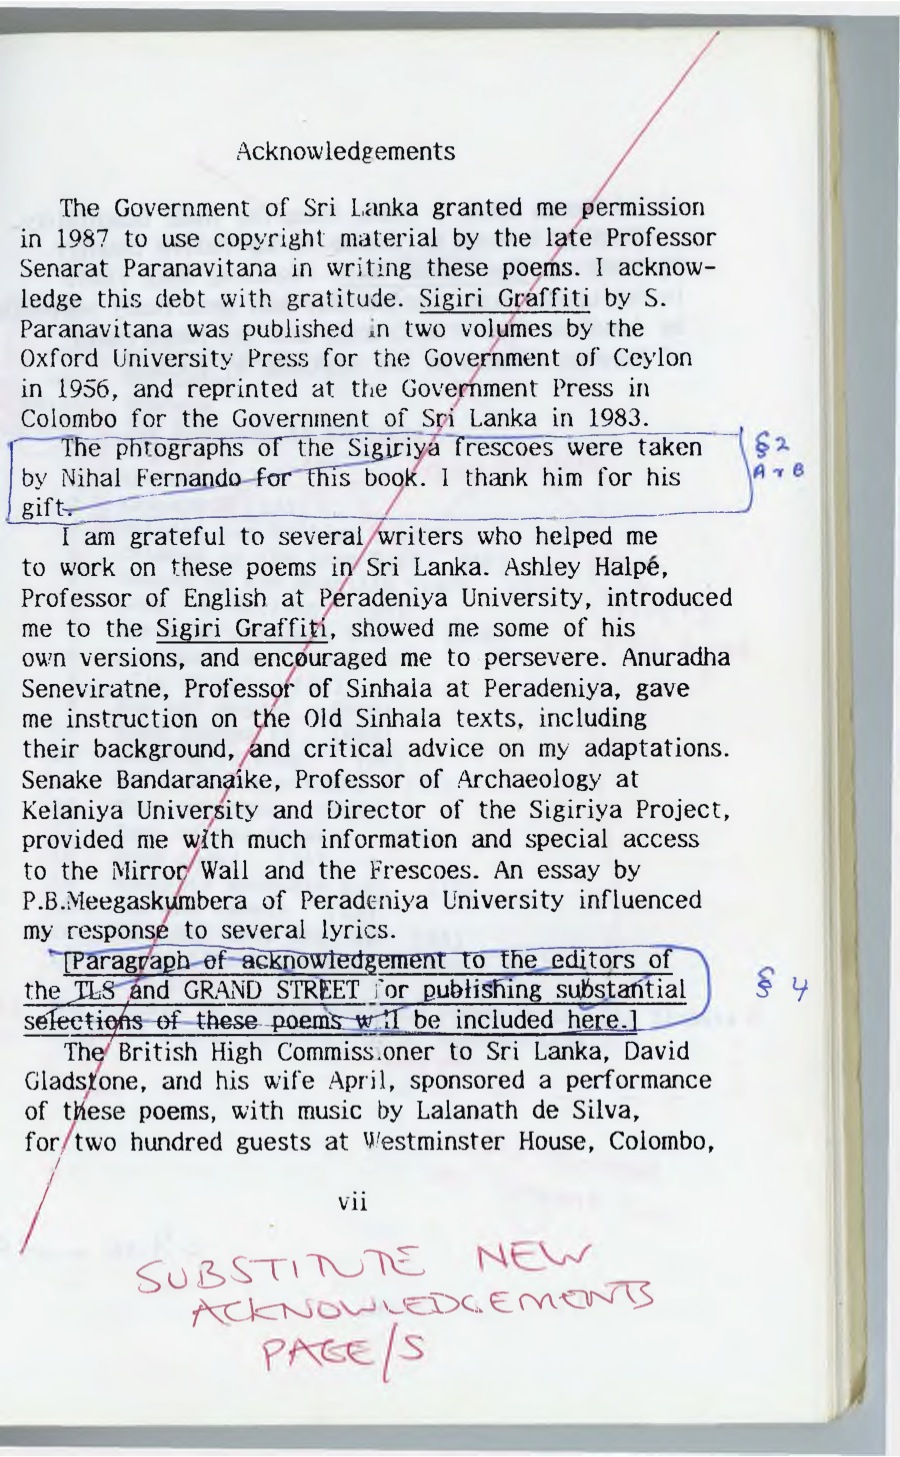 Acknowledgements
The Government of Sri Lanka granted me permission
in 1987 to use copyright material by the late Professor
Senarat Paranavitana in writing these poems. I acknow-
ledge this debt with gratitude. Sigiri Graffiti by S.
Paranavitana was published in two volumes by the
Oxford University Press for the Government of Ceylon
in 1956, and reprinted at the Government Press in
Colombo for the Government of Sri Lanka in 1983.
The phtographs of the Sigiriya frescoes were taken
§2
by Nihal Fernando for this book. I thank him for his
A + B
gift.
I am grateful to several writers who helped me
to work on these poems in Sri Lanka. Ashley Halpé,
Professor of English at Peradeniya University, introduced
me to the Sigiri Graffiti, showed me some of his
own versions, and encouraged me to persevere. Anuradha
Seneviratne, Professor of Sinhala at Peradeniya, gave
me instruction on the Old Sinhala texts, including
their background, and critical advice on my adaptations.
Senake Bandaranaike, Professor of Archaeology at
Kelaniya University and Director of the Sigiriya Project,
provided me with much information and special access
to the Mirror Wall and the Frescoes. An essay by
P.B.Meegaskumbera of Peradeniya University influenced
my response to several lyrics.
[Paragraph of acknowledgement to the editors of
the TLS and GRAND STREET for publishing substantial
§ 4
selections of these poems will be included here.]
The British High Commissioner to Sri Lanka, David
Gladstone, and his wife April, sponsored a performance
of these poems, with music by Lalanath de Silva,
for two hundred guests at Westminster House, Colombo,
vii
SUBSTITUTE NEW
ACKNOWLEDGEMENTS
PAGE/S